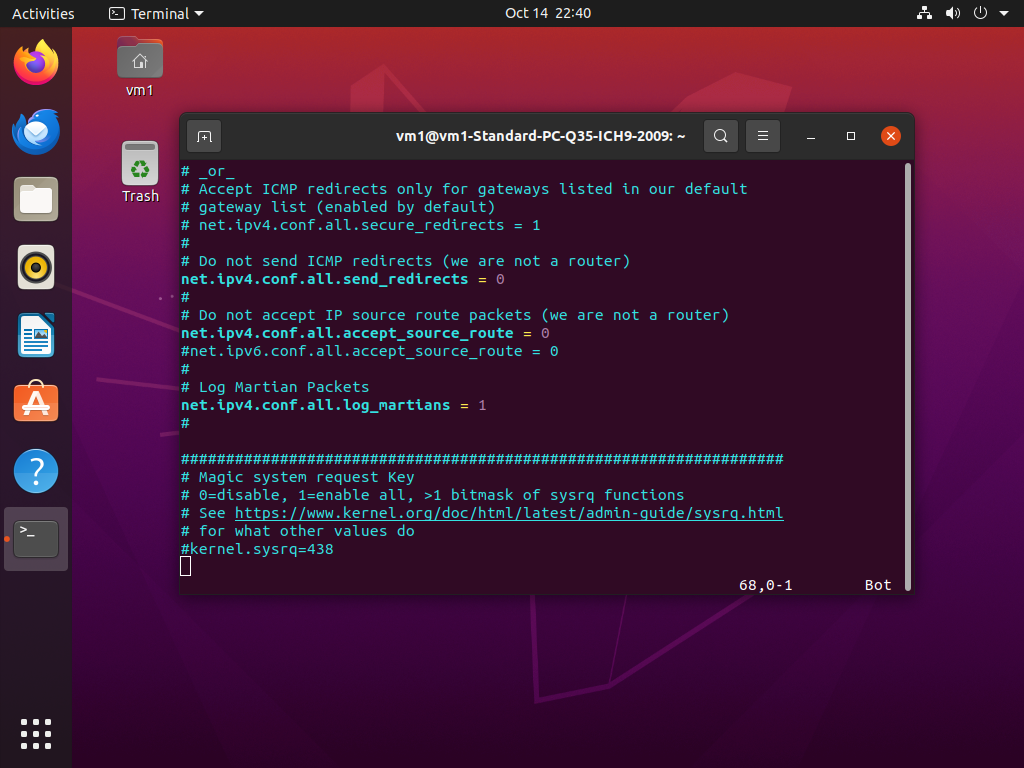 Activities
Terminal
Oct 14 22:40
vm1
Trash
vm1@vm1-Standard-PC-Q35-ICH9-2009: ~
# _or_
# Accept ICMP redirects only for gateways listed in our default
# gateway list (enabled by default)
# net.ipv4.conf.all.secure_redirects = 1
#
# Do not send ICMP redirects (we are not a router)
net.ipv4.conf.all.send_redirects = 0
#
# Do not accept IP source route packets (we are not a router)
net.ipv4.conf.all.accept_source_route = 0
#net.ipv6.conf.all.accept_source_route = 0
#
# Log Martian Packets
net.ipv4.conf.all.log_martians = 1
#
###################################################################
# Magic system request Key
# 0=disable, 1=enable all, >1 bitmask of sysrq functions
# See https://www.kernel.org/doc/html/latest/admin-guide/sysrq.html
# for what other values do
#kernel.sysrq=438
68,0-1 Bot